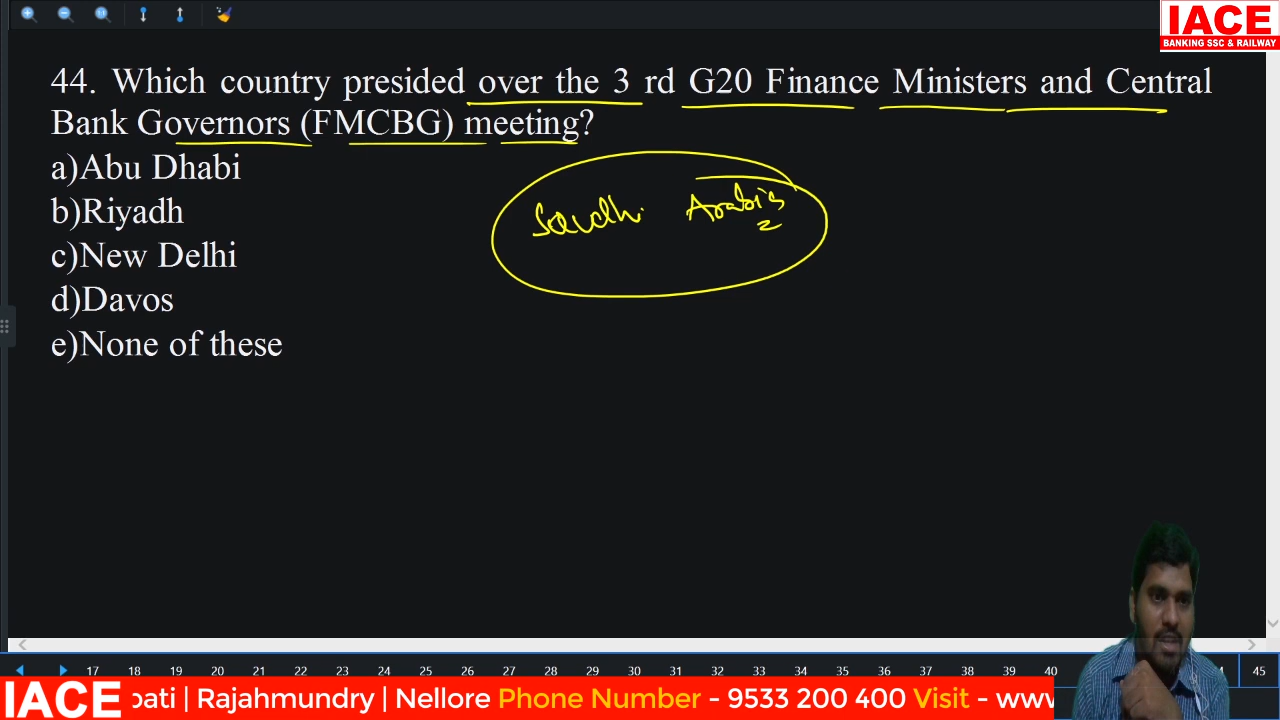 IACE
BANKING SSC & RAILWAY
44. Which country presided over the 3 rd G20 Finance Ministers and Central
Bank Governors (FMCBG) meeting?
a)Abu Dhabi
b)Riyadh
c)New Delhi
d)Davos
e)None of these
Saudhi Arabia
17 18 19 20 21 22 23 24 25 26 27 28 29 30 31 32 33 34 35 36 37 38 39 40 45
IACE pati | Rajahmundry | Nellore Phone Number - 9533 200 400 Visit - www